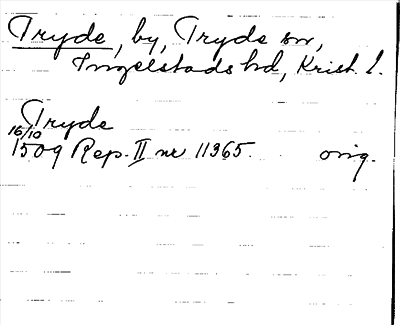 Tryde, by, Tryde sn,
Ingelstads hd, Krist. l.
Tryde
16/10
1509 Rep. II nr 11365. orig.